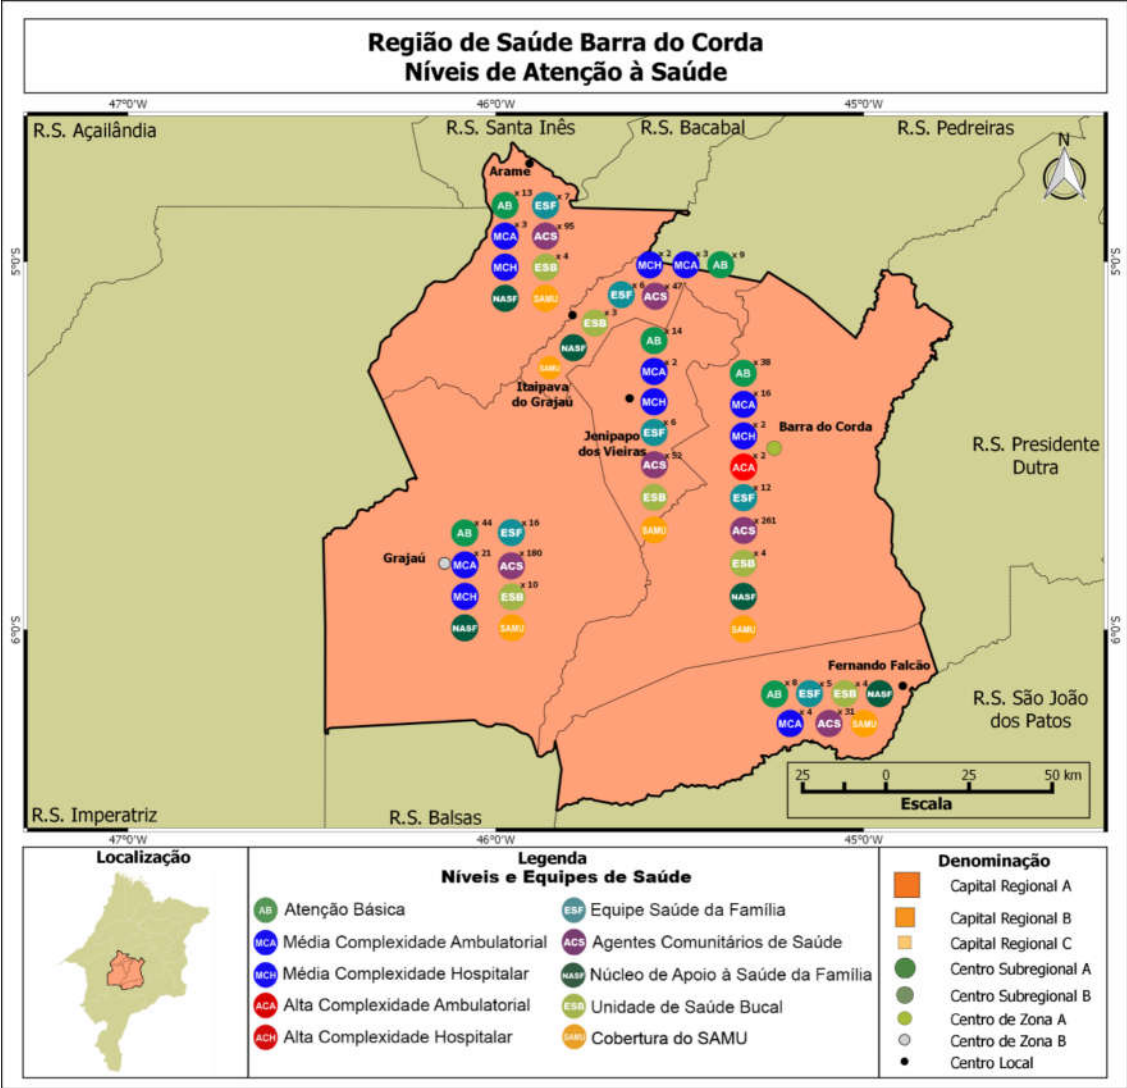 Região de Saúde Barra do Corda
Níveis de Atenção à Saúde
47°0'W 46°0'W 45°0'W
R.S. Açailândia
R.S. Santa Inês
R.S. Bacabal
R.S. Pedreiras
N
5°0'S
5°0'S
Arame
AB x 13 ESF x 7
MCA x 3 ACS x 95
MCH ESB x 4
NASF SAMU
MCH x 2 MCA x 3 AB x 9
ESF x 6 ACS x 47
ESB x 3
NASF
SAMU
Itaipava
do Grajaú
AB x 14
MCA x 2
MCH
ESF x 6
ACS x 52
ESB
SAMU
Jenipapo
dos Vieiras
AB x 38
MCA x 16
MCH x 2
ACA x 2
ESF x 12
ACS x 261
ESB x 4
NASF
SAMU
Barra do Corda
R.S. Presidente
Dutra
Grajaú
AB x 44 ESF x 16
MCA x 21 ACS x 180
MCH ESB x 10
NASF SAMU
6°0'S
6°0'S
Fernando Falcão
AB x 8 ESF x 5 ESB x 4 NASF
MCA x 4 ACS x 31 SAMU
R.S. São João
dos Patos
25 0 25 50 km
Escala
R.S. Imperatriz
R.S. Balsas
47°0'W 46°0'W 45°0'W
Localização
Legenda
Níveis e Equipes de Saúde
AB Atenção Básica
MCA Média Complexidade Ambulatorial
MCH Média Complexidade Hospitalar
ACA Alta Complexidade Ambulatorial
ACH Alta Complexidade Hospitalar
ESF Equipe Saúde da Família
ACS Agentes Comunitários de Saúde
NASF Núcleo de Apoio à Saúde da Família
ESB Unidade de Saúde Bucal
SAMU Cobertura do SAMU
Denominação
Capital Regional A
Capital Regional B
Capital Regional C
Centro Subregional A
Centro Subregional B
Centro de Zona A
Centro de Zona B
Centro Local